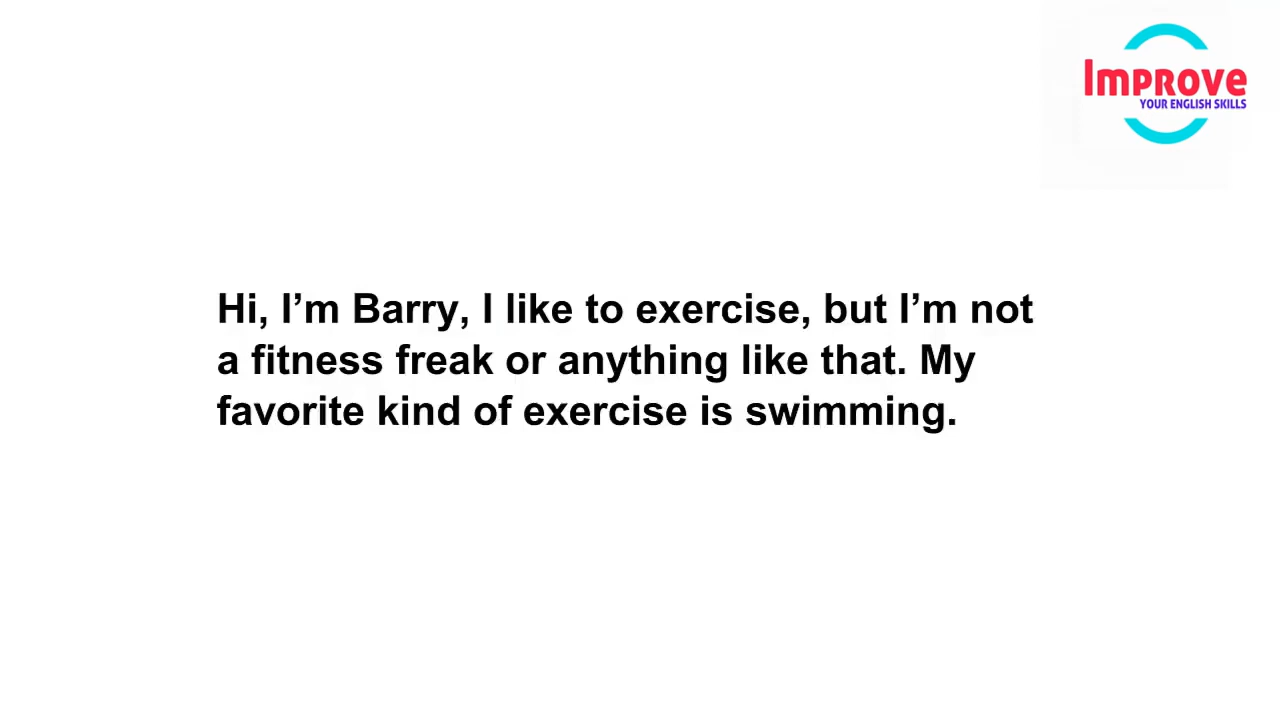 Improve
YOUR ENGLISH SKILLS
Hi, I’m Barry, I like to exercise, but I’m not
a fitness freak or anything like that. My
favorite kind of exercise is swimming.